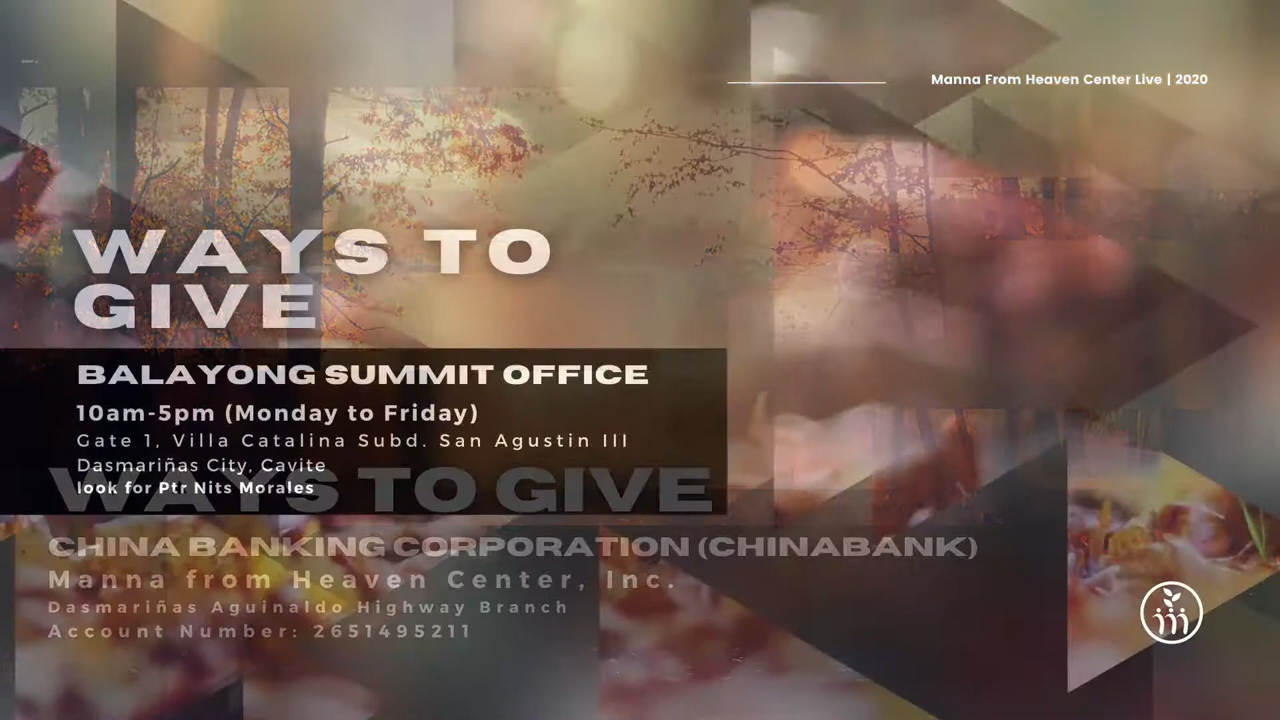 Manna From Heaven Center Live | 2020
WAYS TO
GIVE
BALAYONG SUMMIT OFFICE
10am-5pm (Monday to Friday)
Gate 1, Villa Catalina Subd. San Agustin III
Dasmariñas City, Cavite
look for Ptr Nits Morales
WAYS TO GIVE
CHINA BANKING CORPORATION (CHINABANK)
Manna from Heaven Center, Inc.
Dasmariñas Aguinaldo Highway Branch
Account Number: 2651495211